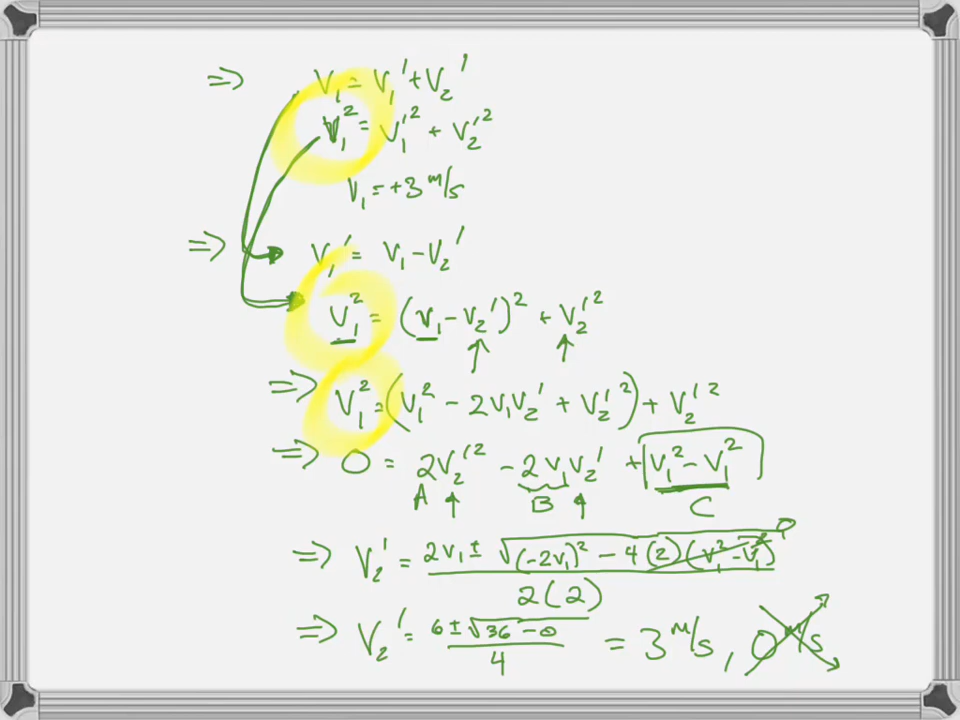 => V₁ = V₁' + V₂'
V₁² = V₁'² + V₂'²
V₁ = +3 m/s
=> V₁' = V₁ - V₂'
V₁² = (V₁ - V₂')² + V₂'²
=> V₁² = (V₁² - 2V₁V₂' + V₂'²) + V₂'²
=> 0 = 2V₂'² - 2V₁V₂' + V₁² - V₁²
A B C
=> V₂' = (2V₁ ± √((-2V₁)² - 4(2)(V₁² - V₁²))) / 2(2) 0
=> V₂' = (6 ± √(36 - 0)) / 4 = 3 m/s, 0 m/s